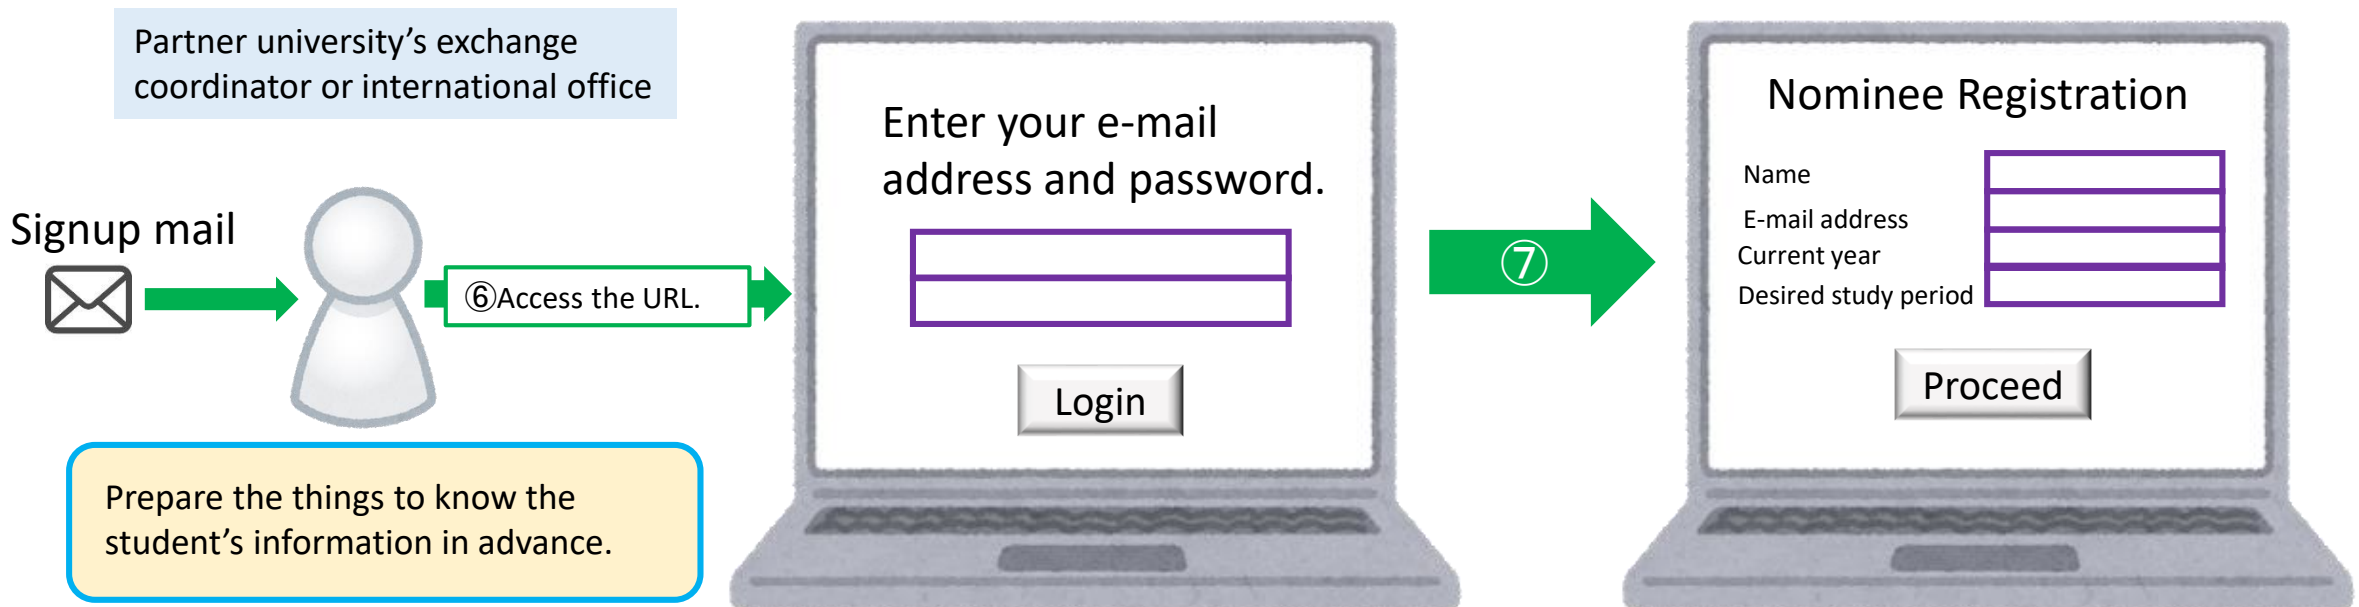 Partner university’s exchange
coordinator or international office
Signup mail
⑥Access the URL.
Prepare the things to know the
student’s information in advance.
Enter your e-mail
address and password.
Login
⑦
Nominee Registration
Name
E-mail address
Current year
Desired study period
Proceed